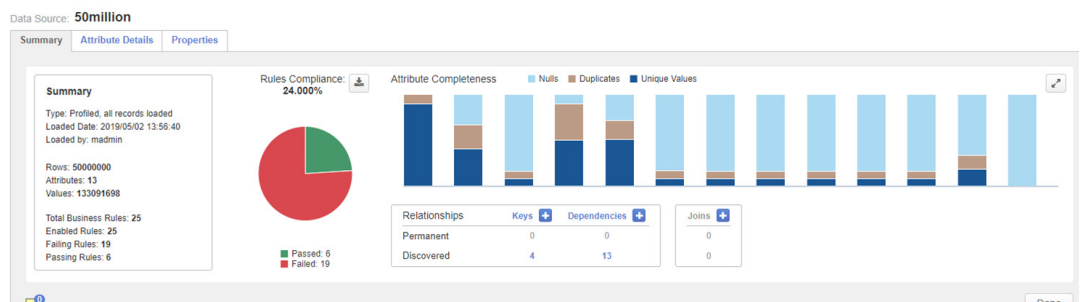 Data Source: 50million
Summary Attribute Details Properties
Summary
Type: Profiled, all records loaded
Loaded Date: 2019/05/02 13:56:40
Loaded by: madmin
Rows: 50000000
Attributes: 13
Values: 133091698
Total Business Rules: 25
Enabled Rules: 25
Failing Rules: 19
Passing Rules: 6
Rules Compliance:
24.000%
Passed: 6
Failed: 19
Attribute Completeness Nulls Duplicates Unique Values
Relationships Keys Dependencies
Permanent 0 0
Discovered 4 13
Joins
0
0
0